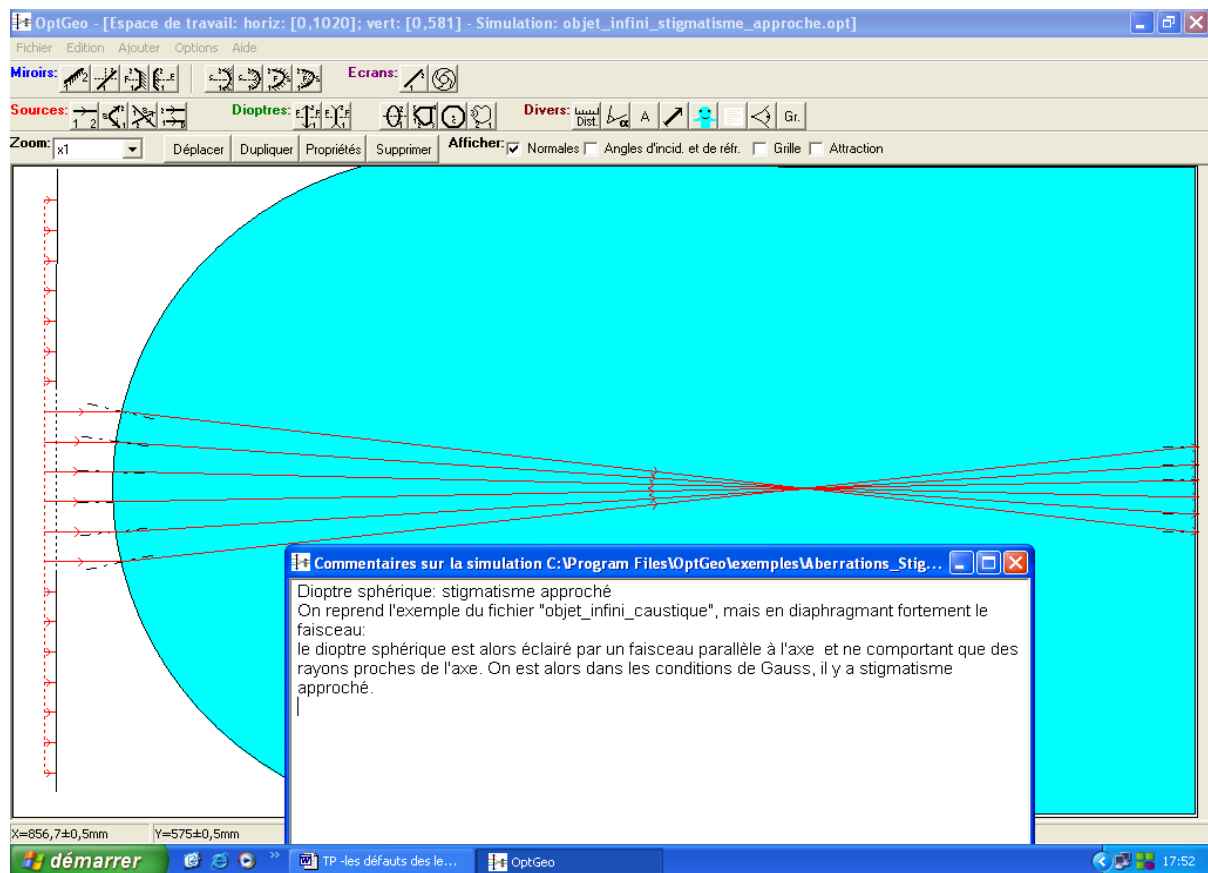 OptGeo - [Espace de travail: horiz: [0,1020]; vert: [0,581] - Simulation: objet_infini_stigmatisme_approche.opt]
Fichier Edition Ajouter Options Aide
Miroirs: Ecrans:
Sources: Dioptres: Divers: Dist. α A Gr.
Zoom: x1 Déplacer Dupliquer Propriétés Supprimer Afficher: Normales Angles d'incid. et de réfr. Grille Attraction
Commentaires sur la simulation C:\Program Files\OptGeo\exemples\Aberrations_Stig...
Dioptre sphérique: stigmatisme approché
On reprend l'exemple du fichier "objet_infini_caustique", mais en diaphragmant fortement le
faisceau:
le dioptre sphérique est alors éclairé par un faisceau parallèle à l'axe et ne comportant que des
rayons proches de l'axe. On est alors dans les conditions de Gauss, il y a stigmatisme
approché.
X=856,7±0,5mm Y=575±0,5mm
démarrer » TP -les défauts des le... OptGeo 17:52